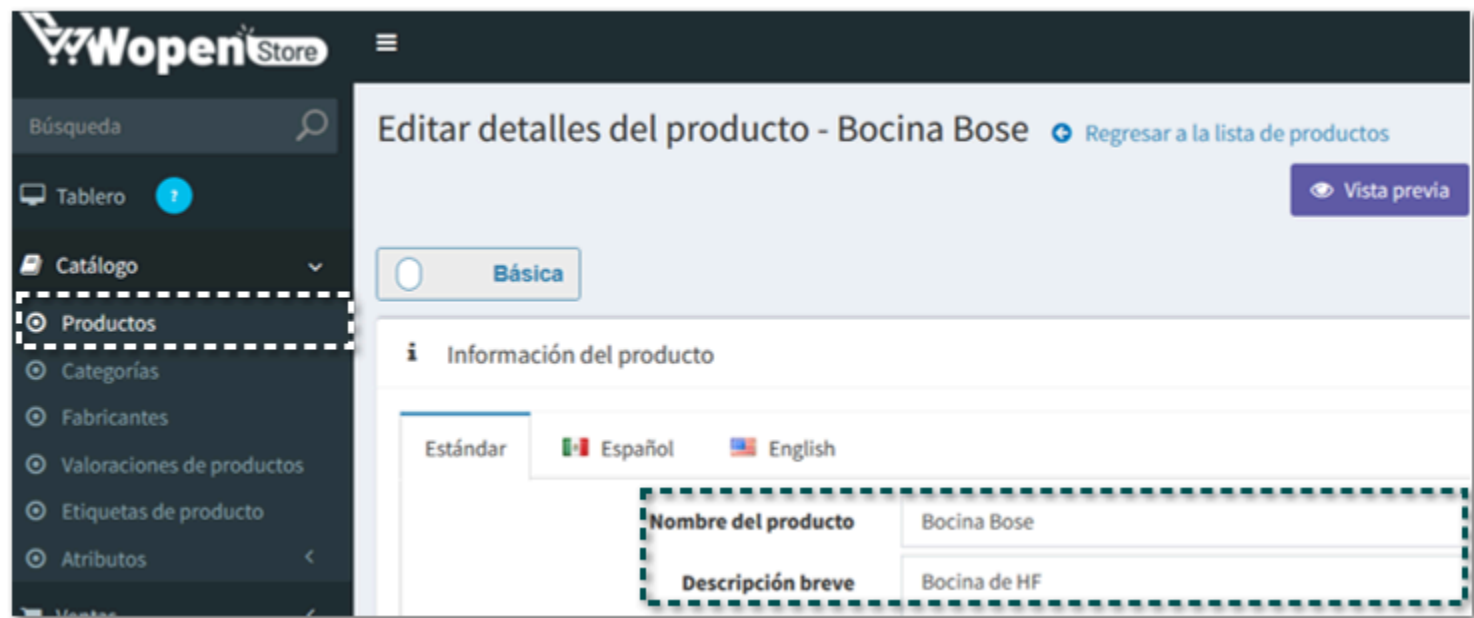 Wopen Store
Búsqueda
Tablero ?
Catálogo
Productos
Categorías
Fabricantes
Valoraciones de productos
Etiquetas de producto
Atributos
Ventas
Editar detalles del producto - Bocina Bose Regresar a la lista de productos
Vista previa
Básica
i Información del producto
Estándar Español English
Nombre del producto Bocina Bose
Descripción breve Bocina de HF